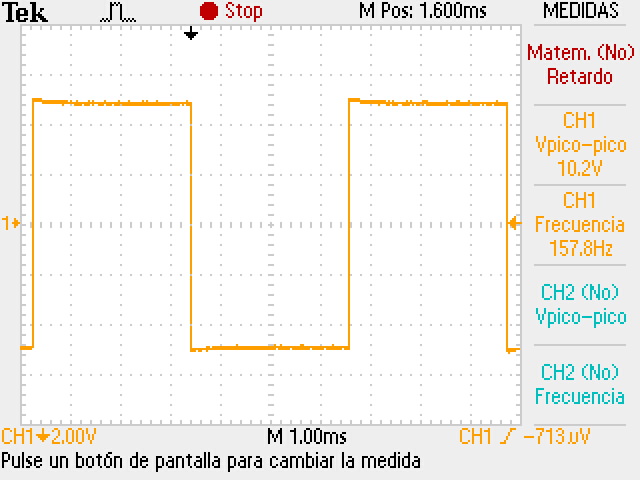 Tek Stop M Pos: 1.600ms MEDIDAS
Matem. (No)
Retardo
CH1
Vpico-pico
10.2V
CH1
Frecuencia
157.8Hz
CH2 (No)
Vpico-pico
CH2 (No)
Frecuencia
1
CH1 2.00V M 1.00ms CH1 -713.uV
Pulse un botón de pantalla para cambiar la medida